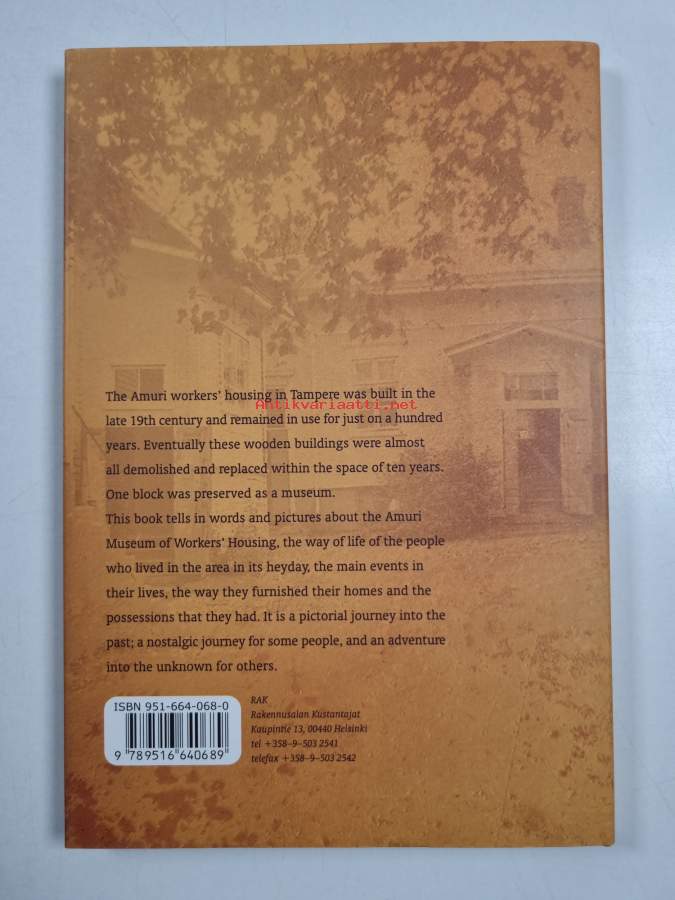 The Amuri workers' housing in Tampere was built in the
Antikvariaatti.net
late 19th century and remained in use for just on a hundred
years. Eventually these wooden buildings were almost
all demolished and replaced within the space of ten years.
One block was preserved as a museum.
This book tells in words and pictures about the Amuri
Museum of Workers' Housing, the way of life of the people
who lived in the area in its heyday, the main events in
their lives, the way they furnished their homes and the
possessions that they had. It is a pictorial journey into the
past; a nostalgic journey for some people, and an adventure
into the unknown for others.
ISBN 951-664-068-0
9 789516 640689
RAK
Rakennusalan Kustantajat
Kaupintie 13, 00440 Helsinki
tel +358-9-503 2541
telefax +358-9-503 2542